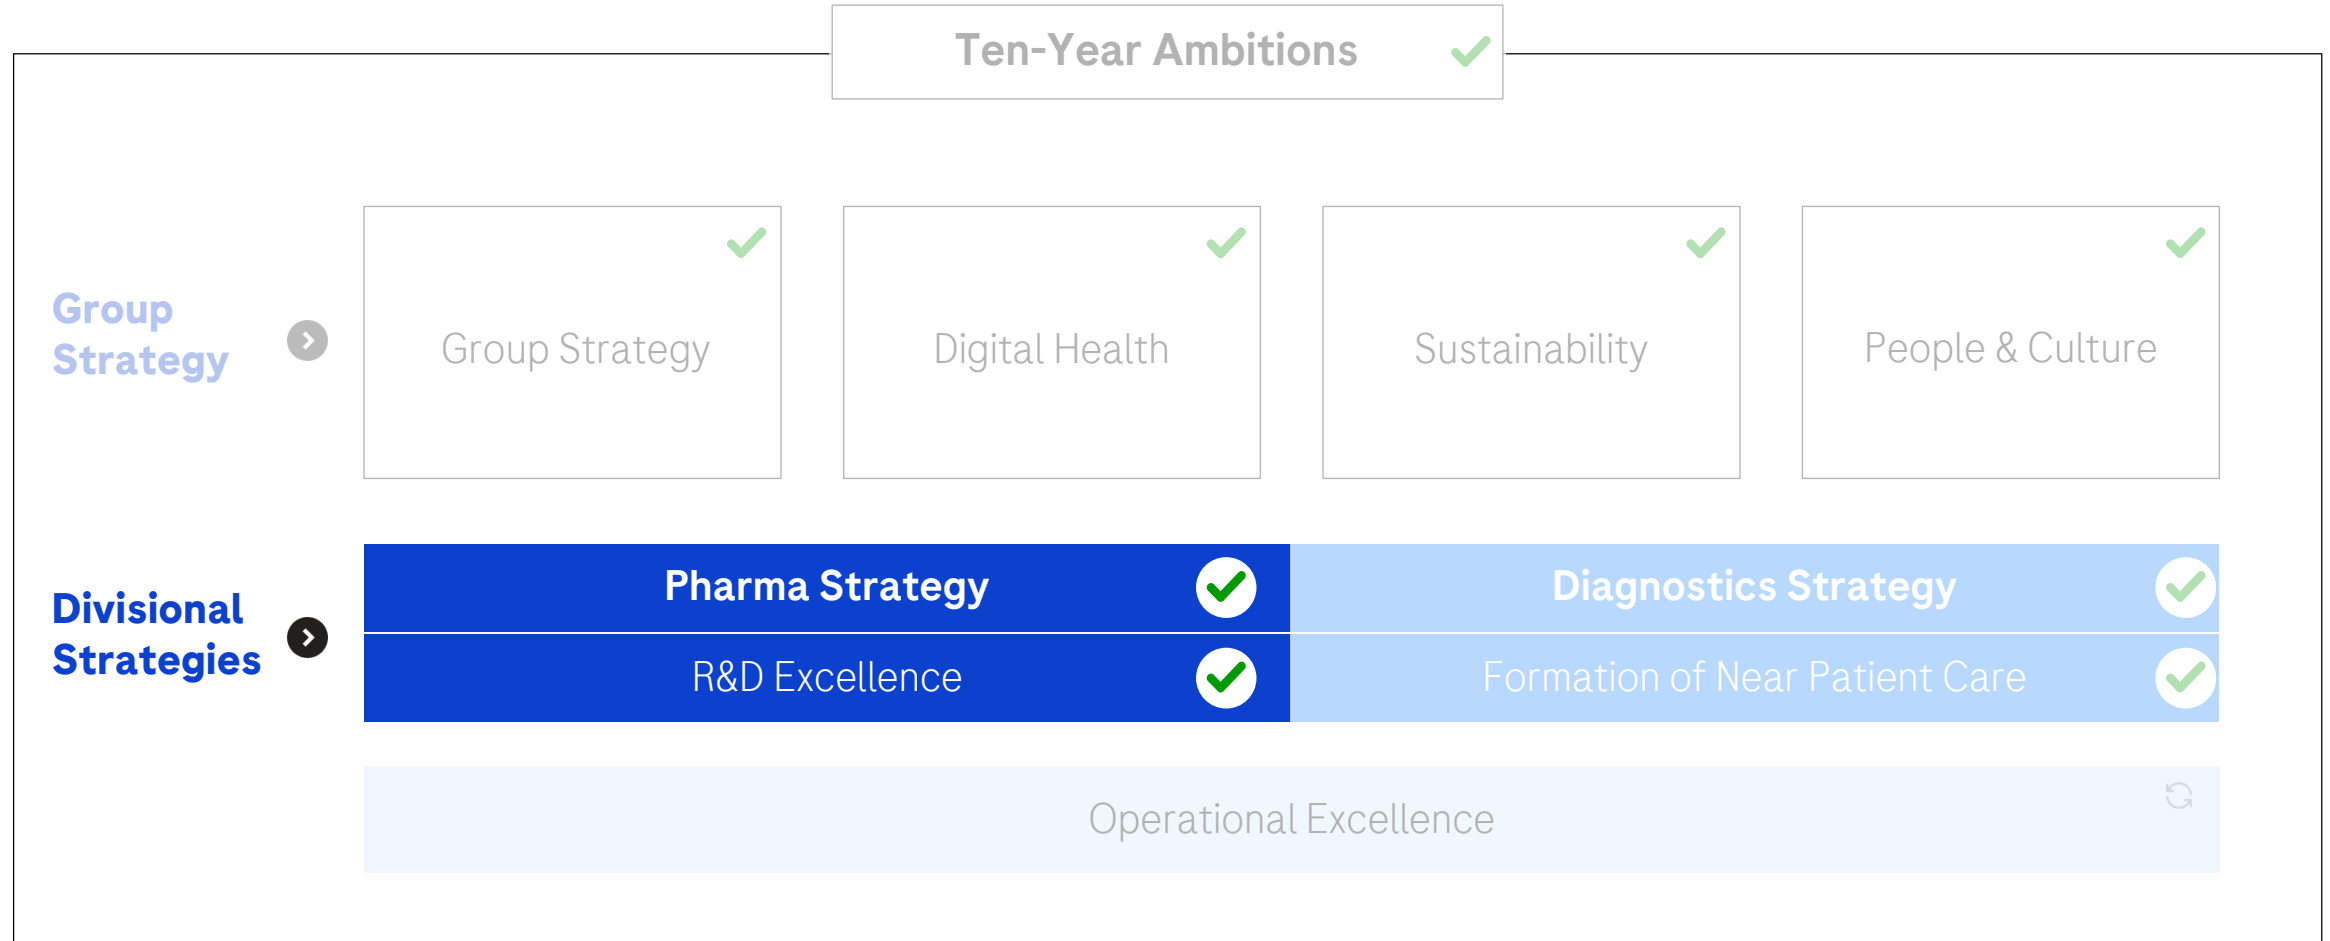 Ten-Year Ambitions
Group
Strategy
Group Strategy
Digital Health
Sustainability
People & Culture
Divisional
Strategies
Pharma Strategy
Diagnostics Strategy
R&D Excellence
Formation of Near Patient Care
Operational Excellence